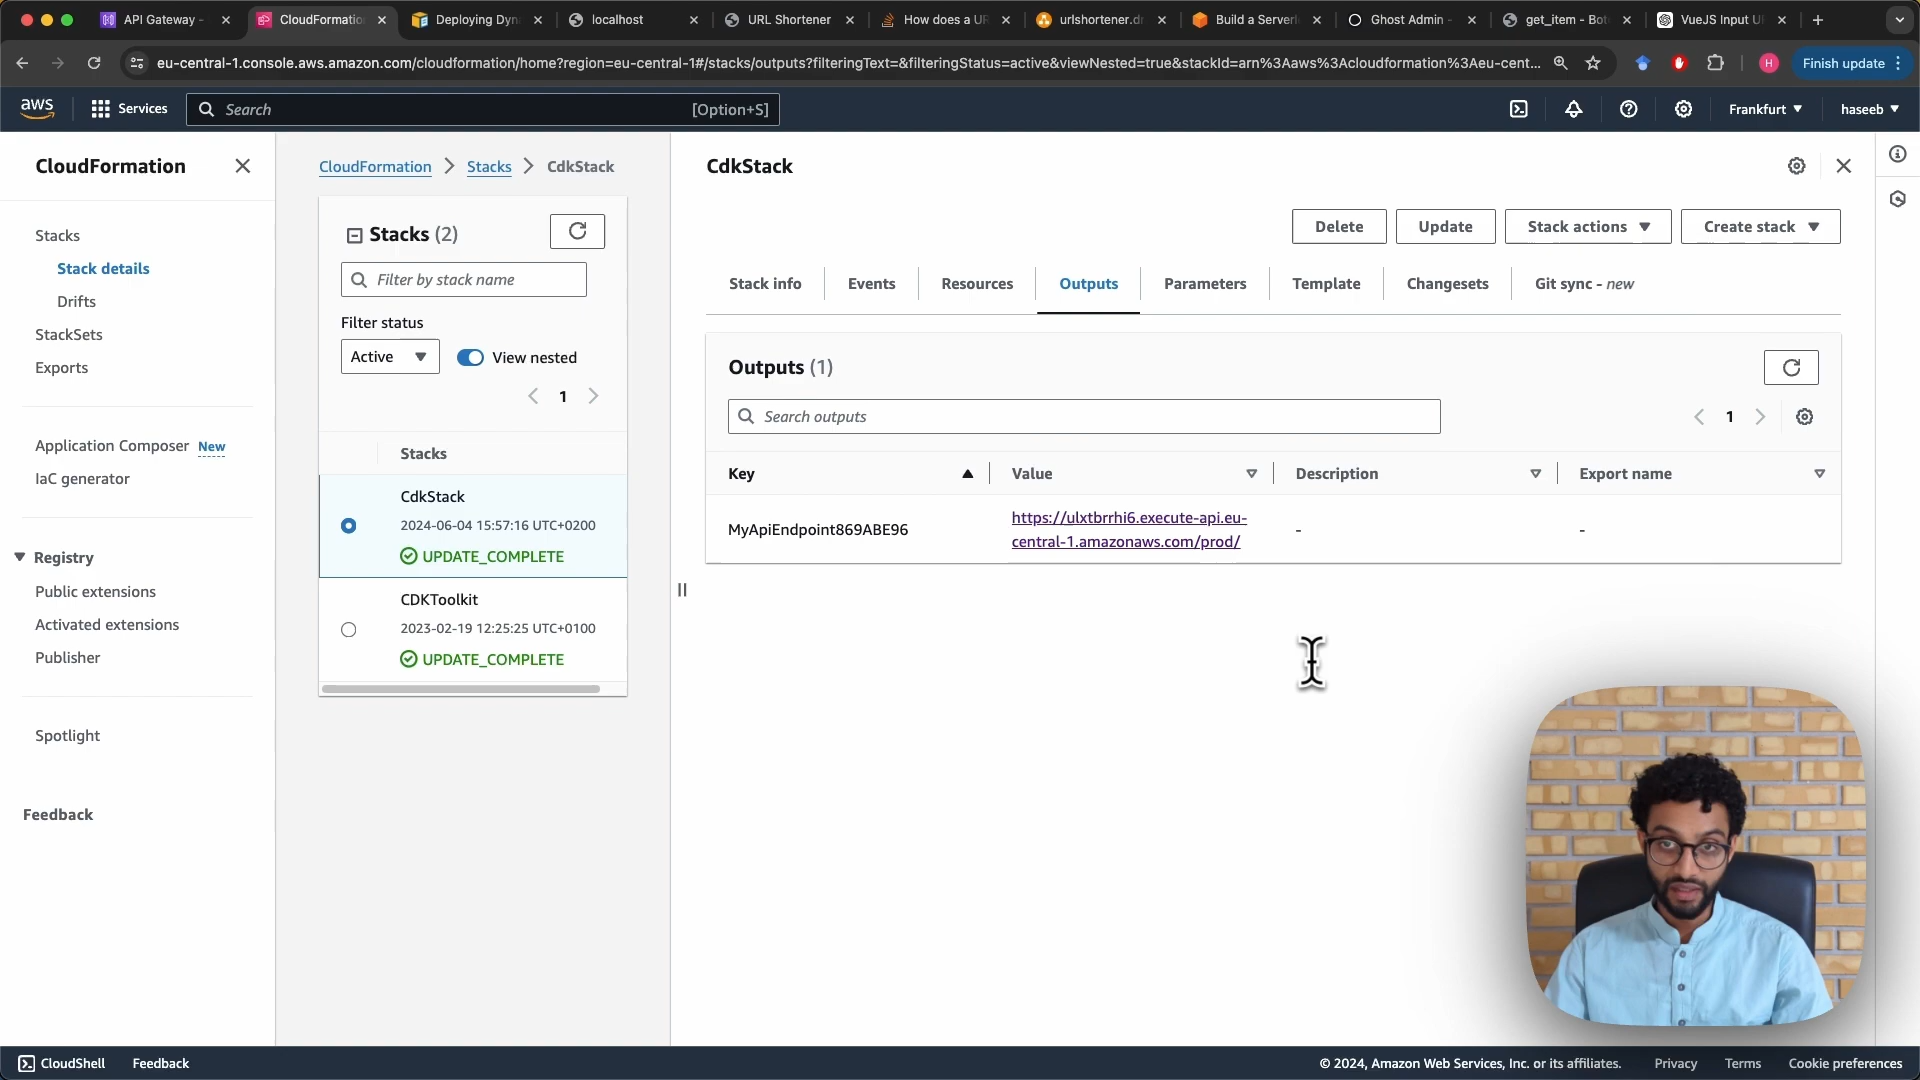 API Gateway -
CloudFormatio
Deploying Dyn
localhost
URL Shortener
How does a UR
urlshortener.dr
Build a Serverl
Ghost Admin -
get_item - Bot
VueJS Input U
eu-central-1.console.aws.amazon.com/cloudformation/home?region=eu-central-1#/stacks/outputs?filteringText=&filteringStatus=active&viewNested=true&stackId=arn%3Aaws%3Acloudformation%3Aeu-cent...
H
Finish update
aws
Services
Search
[Option+S]
Frankfurt
haseeb
CloudFormation
Stacks
Stack details
Drifts
StackSets
Exports
Application Composer New
IaC generator
Registry
Public extensions
Activated extensions
Publisher
Spotlight
Feedback
CloudFormation
Stacks
CdkStack
Stacks (2)
Filter by stack name
Filter status
Active
View nested
1
Stacks
CdkStack
2024-06-04 15:57:16 UTC+0200
UPDATE_COMPLETE
CDKToolkit
2023-02-19 12:25:25 UTC+0100
UPDATE_COMPLETE
CdkStack
Delete
Update
Stack actions
Create stack
Stack info
Events
Resources
Outputs
Parameters
Template
Changesets
Git sync - new
Outputs (1)
Search outputs
1
Key
Value
Description
Export name
MyApiEndpoint869ABE96
https://ulxtbrrhi6.execute-api.eu-
central-1.amazonaws.com/prod/
-
-
CloudShell
Feedback
© 2024, Amazon Web Services, Inc. or its affiliates.
Privacy
Terms
Cookie preferences